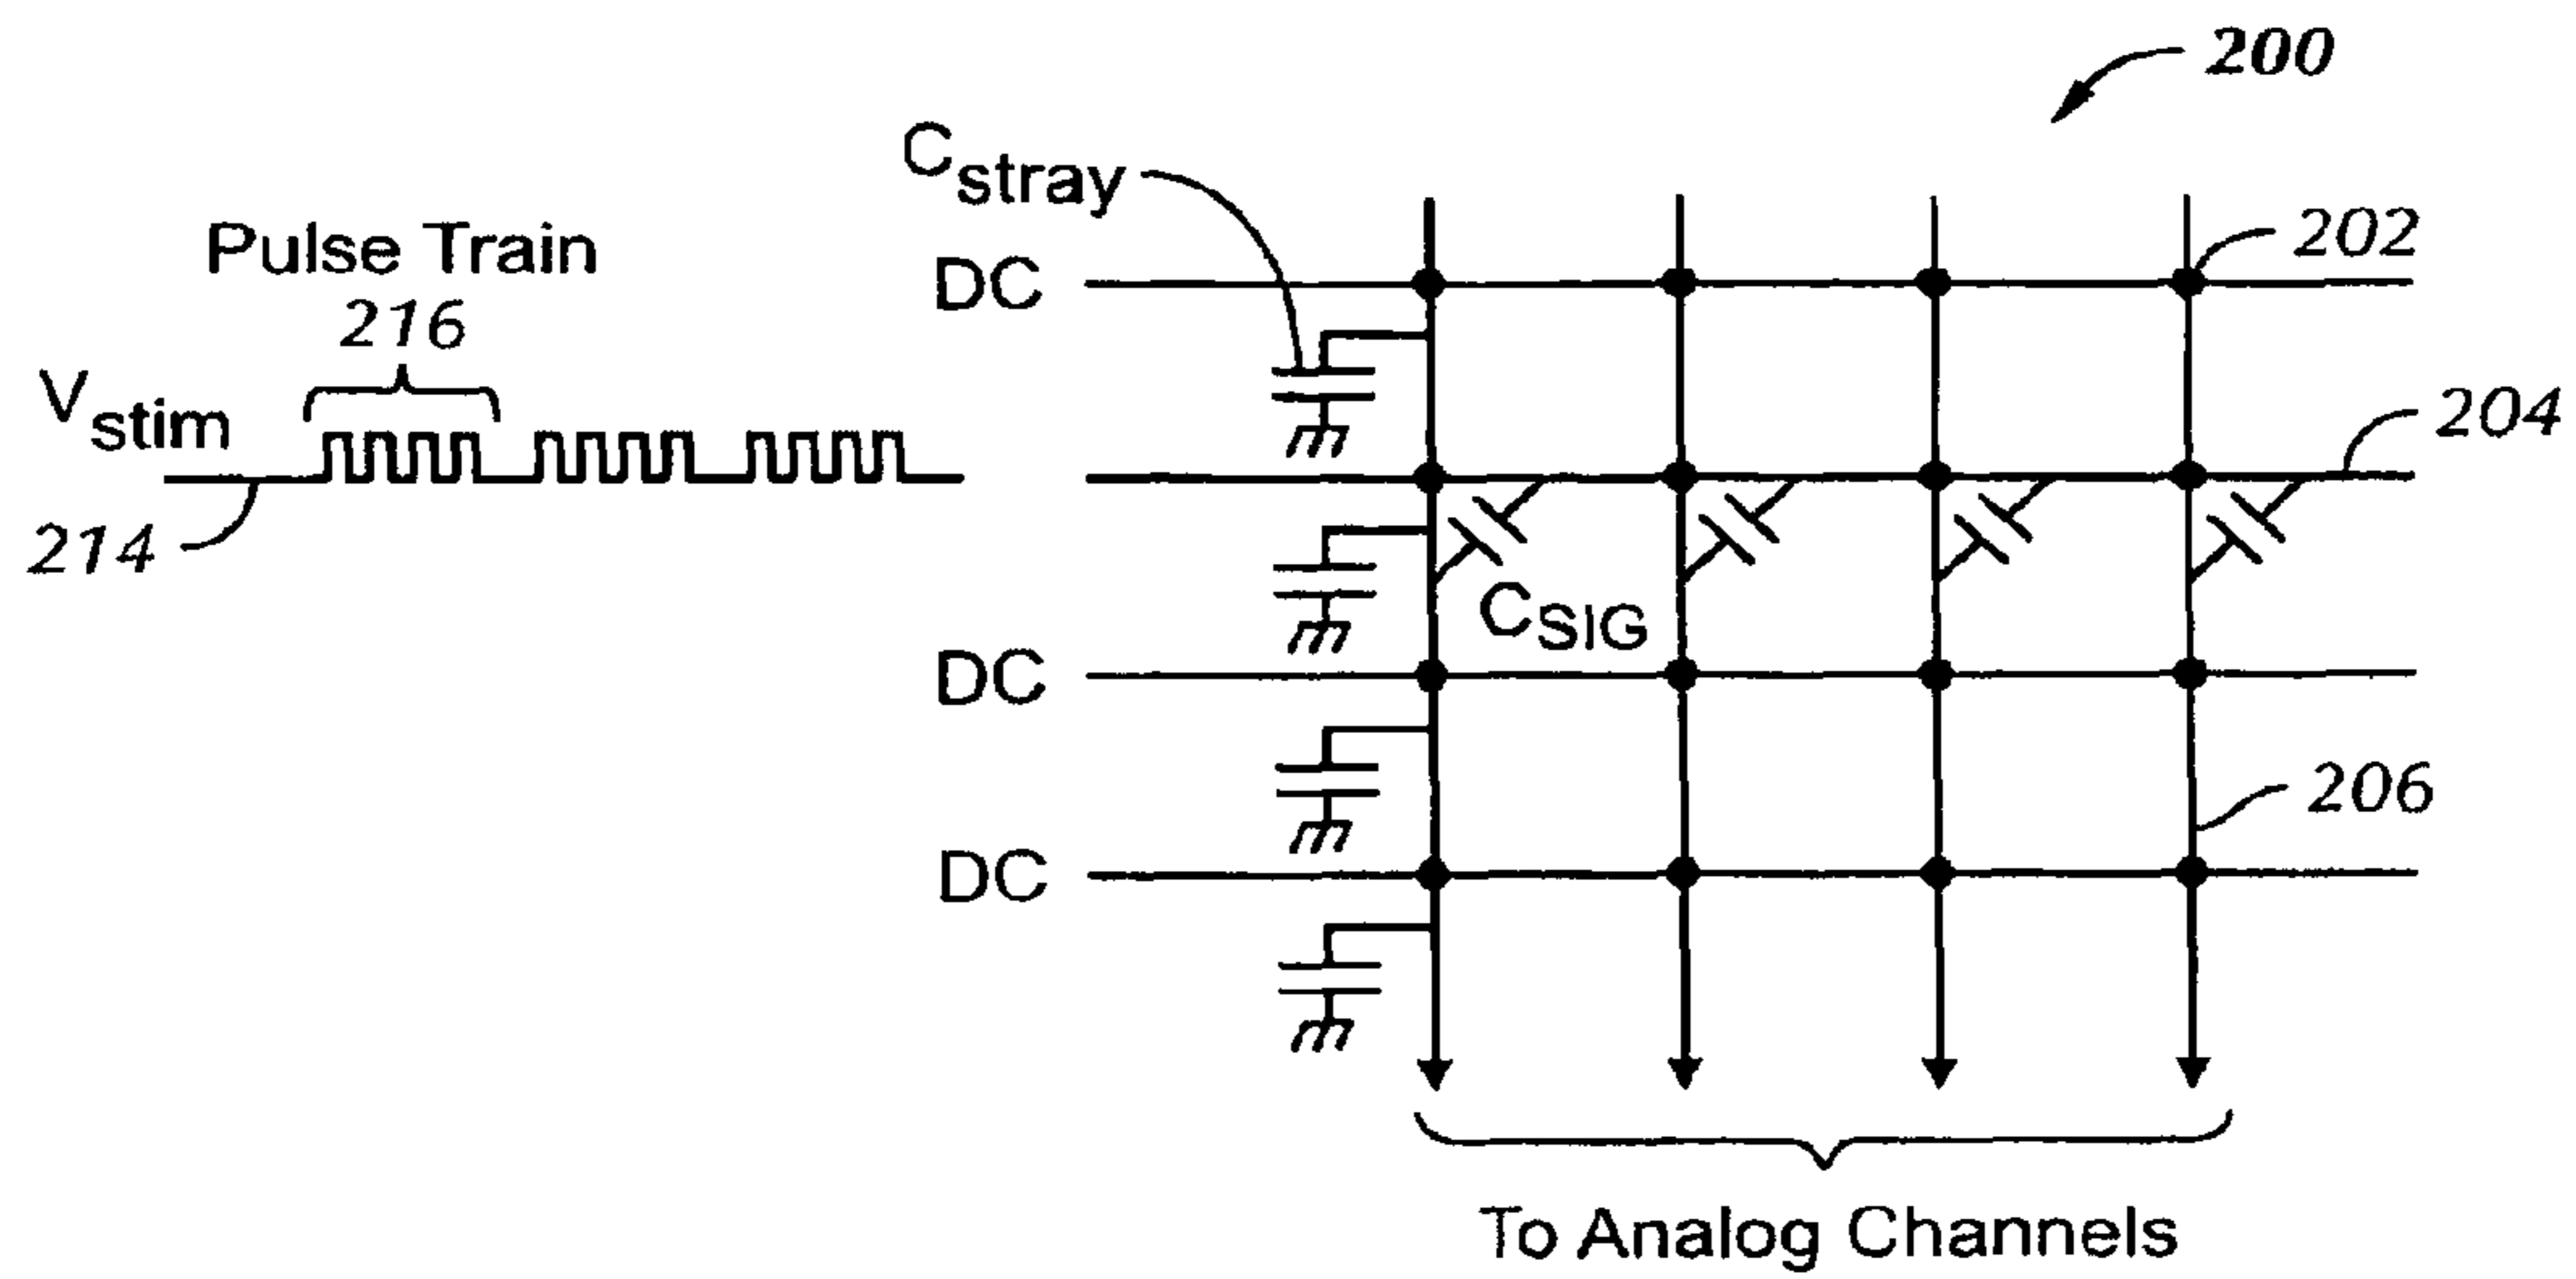 200
Cstray
Pulse Train
202
DC
216
Vstim
204
214
CSIG
DC
206
DC
To Analog Channels